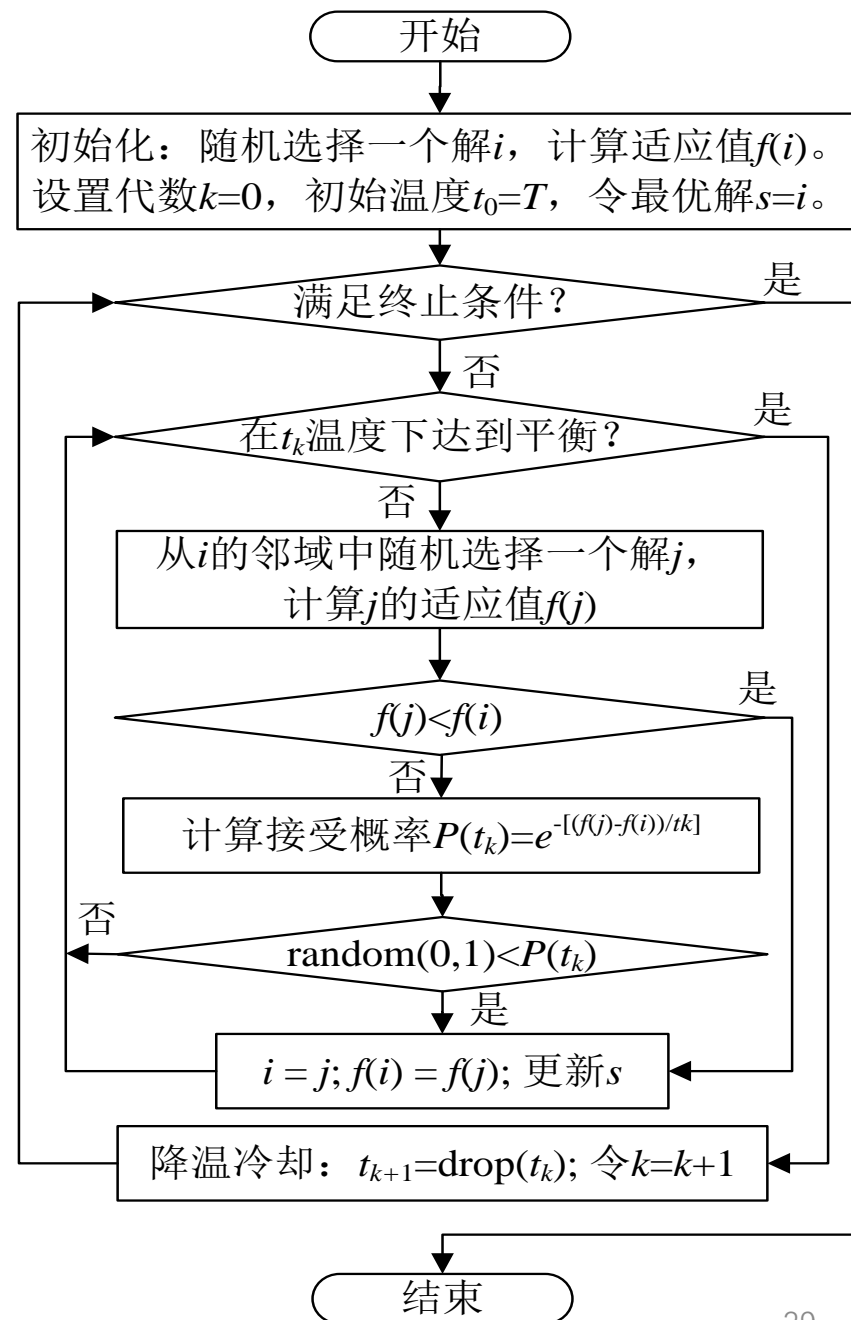 开始
初始化：随机选择一个解i，计算适应值f(i)。
设置代数k=0，初始温度t₀=T，令最优解s=i。
满足终止条件？
是
否
在tₖ温度下达到平衡？
是
否
从i的邻域中随机选择一个解j，
计算j的适应值f(j)
f(j)<f(i)
是
否
计算接受概率P(tₖ)=e^-[(f(j)-f(i))/tk]
否
random(0,1)<P(tₖ)
是
i = j; f(i) = f(j); 更新s
降温冷却：tₖ₊₁=drop(tₖ); 令k=k+1
结束